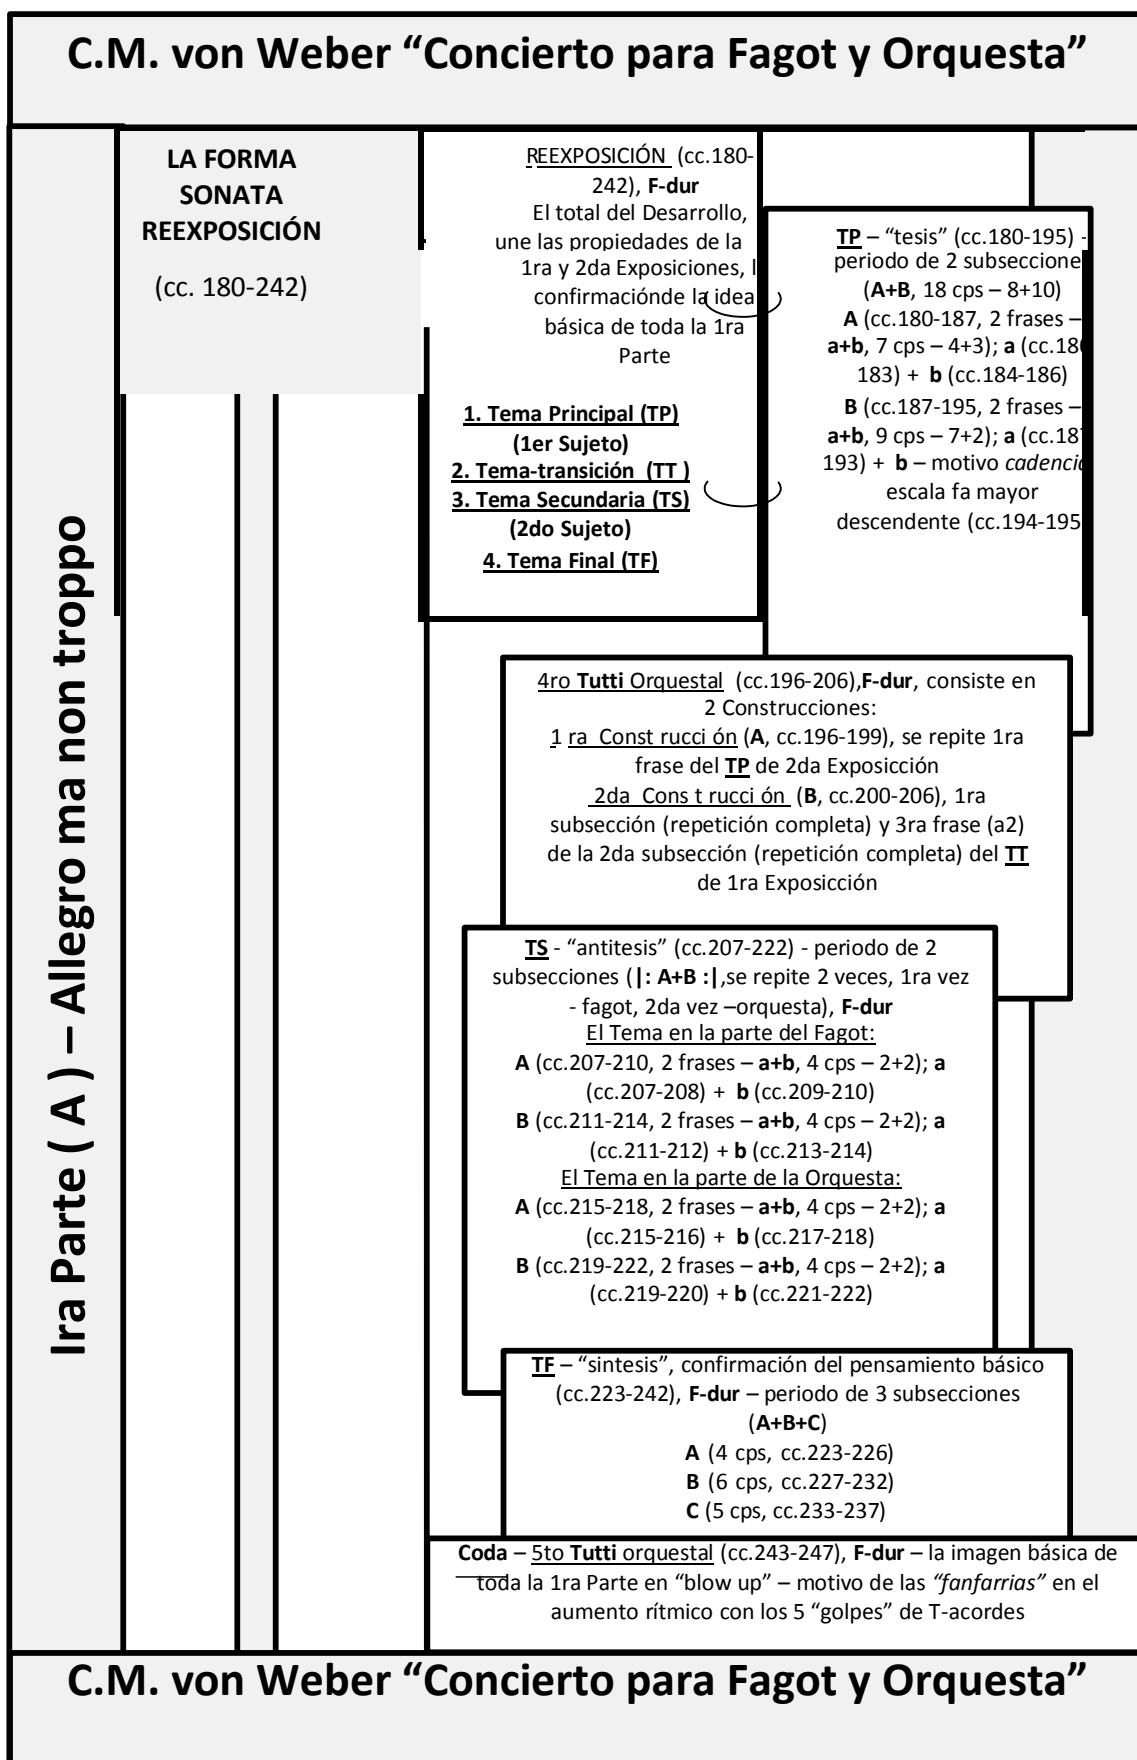 C.M. von Weber “Concierto para Fagot y Orquesta”
Ira Parte ( A ) – Allegro ma non troppo
LA FORMA
SONATA
REEXPOSICIÓN
(cc. 180-242)
REEXPOSICIÓN (cc.180-
242), F-dur
El total del Desarrollo,
une las propiedades de la
1ra y 2da Exposiciones, l
confirmaciónde la idea
básica de toda la 1ra
Parte
1. Tema Principal (TP)
(1er Sujeto)
2. Tema-transición (TT )
3. Tema Secundaria (TS)
(2do Sujeto)
4. Tema Final (TF)
TP – “tesis” (cc.180-195) -
periodo de 2 subseccione
(A+B, 18 cps – 8+10)
A (cc.180-187, 2 frases –
a+b, 7 cps – 4+3); a (cc.180
183) + b (cc.184-186)
B (cc.187-195, 2 frases –
a+b, 9 cps – 7+2); a (cc.187
193) + b – motivo cadencia
escala fa mayor
descendente (cc.194-195
4ro Tutti Orquestal (cc.196-206),F-dur, consiste en
2 Construcciones:
1 ra Const rucci ón (A, cc.196-199), se repite 1ra
frase del TP de 2da Exposicción
2da Cons t rucci ón (B, cc.200-206), 1ra
subsección (repetición completa) y 3ra frase (a2)
de la 2da subsección (repetición completa) del TT
de 1ra Exposicción
TS - “antitesis” (cc.207-222) - periodo de 2
subsecciones (|: A+B :|,se repite 2 veces, 1ra vez
- fagot, 2da vez –orquesta), F-dur
El Tema en la parte del Fagot:
A (cc.207-210, 2 frases – a+b, 4 cps – 2+2); a
(cc.207-208) + b (cc.209-210)
B (cc.211-214, 2 frases – a+b, 4 cps – 2+2); a
(cc.211-212) + b (cc.213-214)
El Tema en la parte de la Orquesta:
A (cc.215-218, 2 frases – a+b, 4 cps – 2+2); a
(cc.215-216) + b (cc.217-218)
B (cc.219-222, 2 frases – a+b, 4 cps – 2+2); a
(cc.219-220) + b (cc.221-222)
TF – “sintesis”, confirmación del pensamiento básico
(cc.223-242), F-dur – periodo de 3 subsecciones
(A+B+C)
A (4 cps, cc.223-226)
B (6 cps, cc.227-232)
C (5 cps, cc.233-237)
Coda – 5to Tutti orquestal (cc.243-247), F-dur – la imagen básica de
toda la 1ra Parte en “blow up” – motivo de las “fanfarrias” en el
aumento rítmico con los 5 “golpes” de T-acordes
C.M. von Weber “Concierto para Fagot y Orquesta”